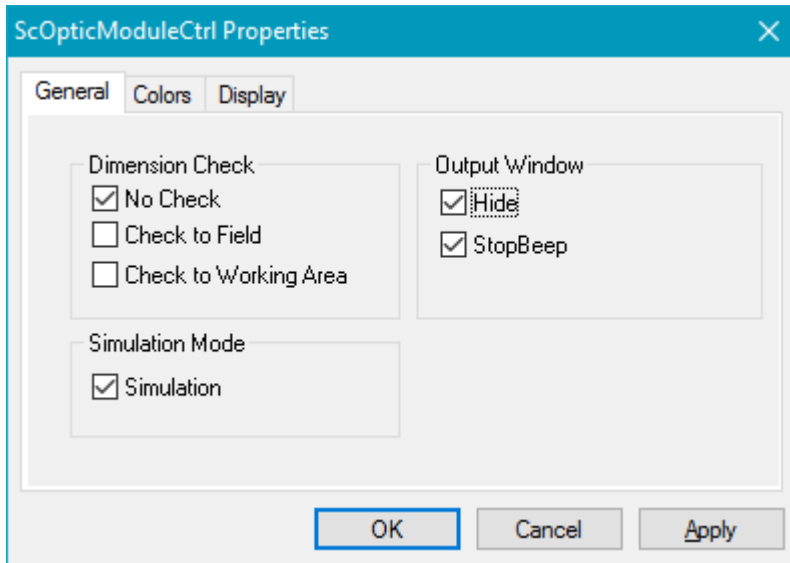 ScOpticModuleCtrl Properties
General
Colors
Display
Dimension Check
No Check
Check to Field
Check to Working Area
Output Window
Hide
StopBeep
Simulation Mode
Simulation
OK
Cancel
Apply